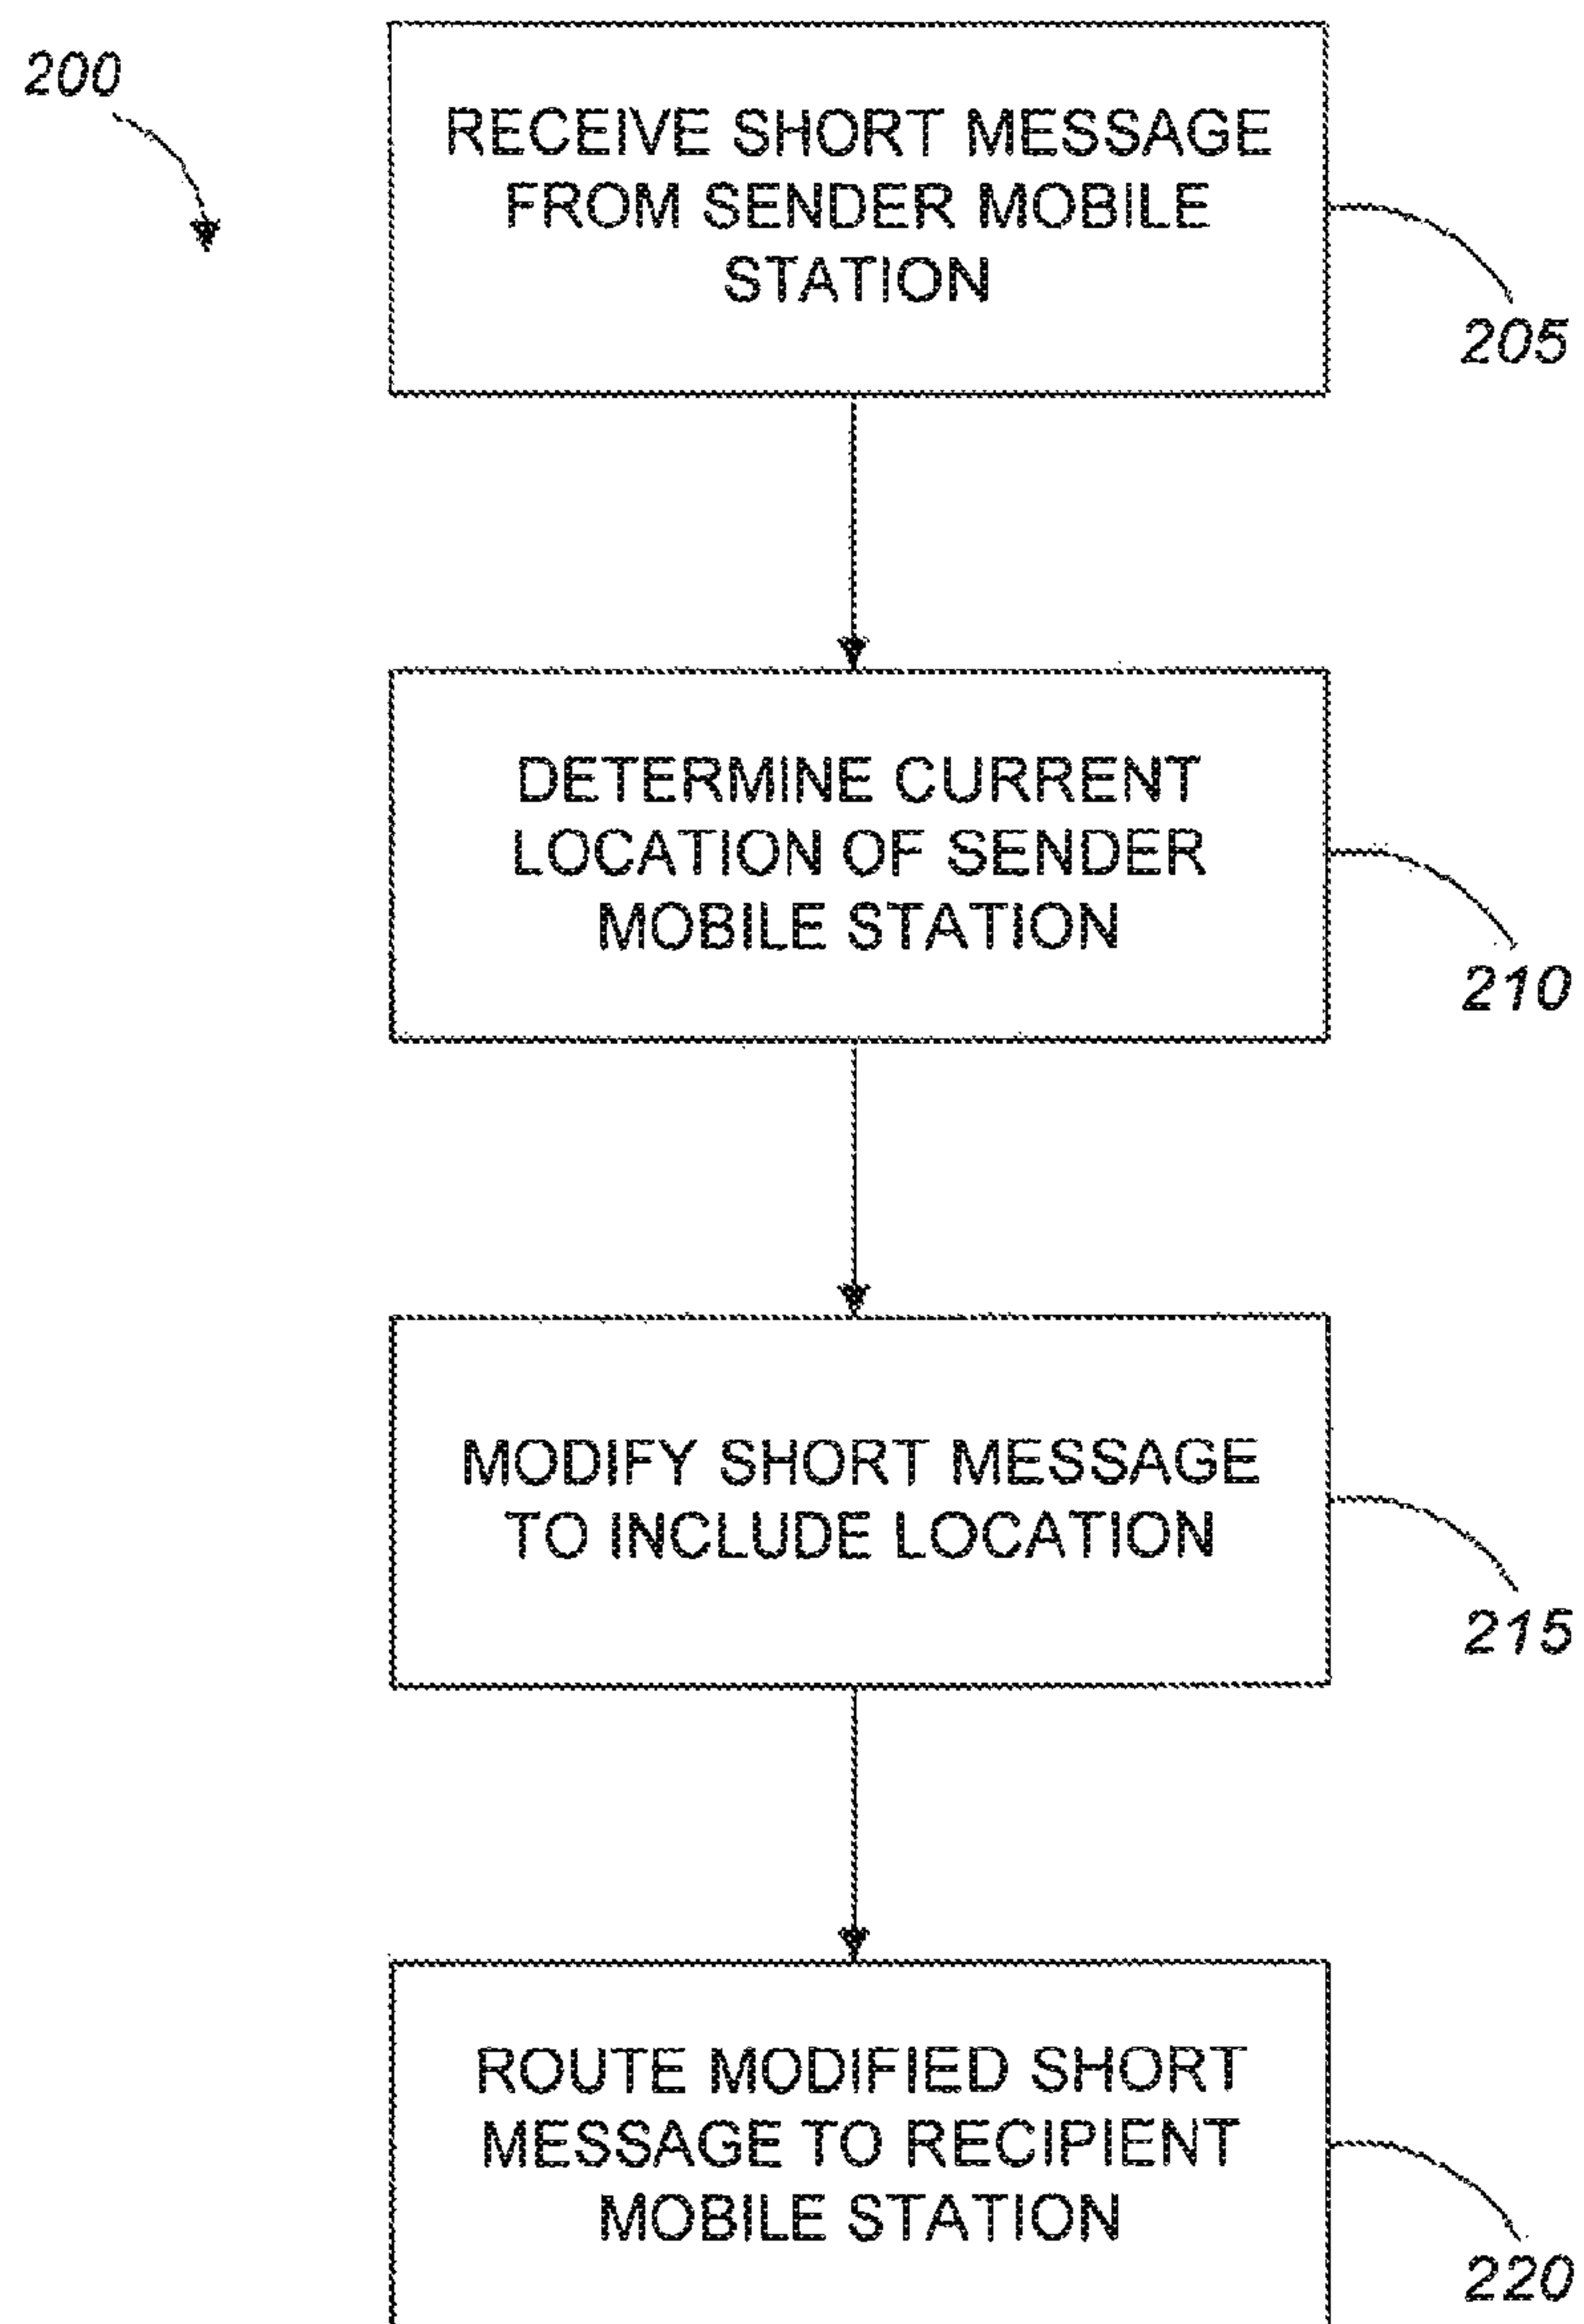 200
RECEIVE SHORT MESSAGE
FROM SENDER MOBILE
STATION
205
DETERMINE CURRENT
LOCATION OF SENDER
MOBILE STATION
210
MODIFY SHORT MESSAGE
TO INCLUDE LOCATION
215
ROUTE MODIFIED SHORT
MESSAGE TO RECIPIENT
MOBILE STATION
220